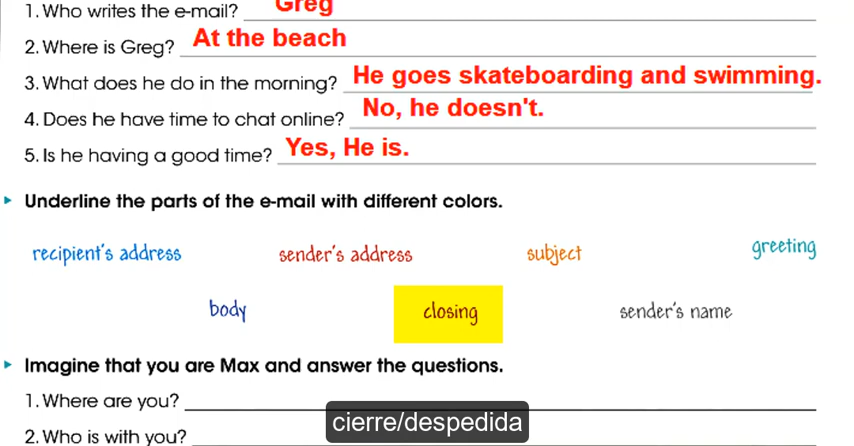 1. Who writes the e-mail? Greg
2. Where is Greg? At the beach
3. What does he do in the morning? He goes skateboarding and swimming.
4. Does he have time to chat online? No, he doesn't.
5. Is he having a good time? Yes, He is.
Underline the parts of the e-mail with different colors.
recipient's address sender's address subject greeting
body closing sender's name
Imagine that you are Max and answer the questions.
1. Where are you?
cierre/despedida
2. Who is with you?